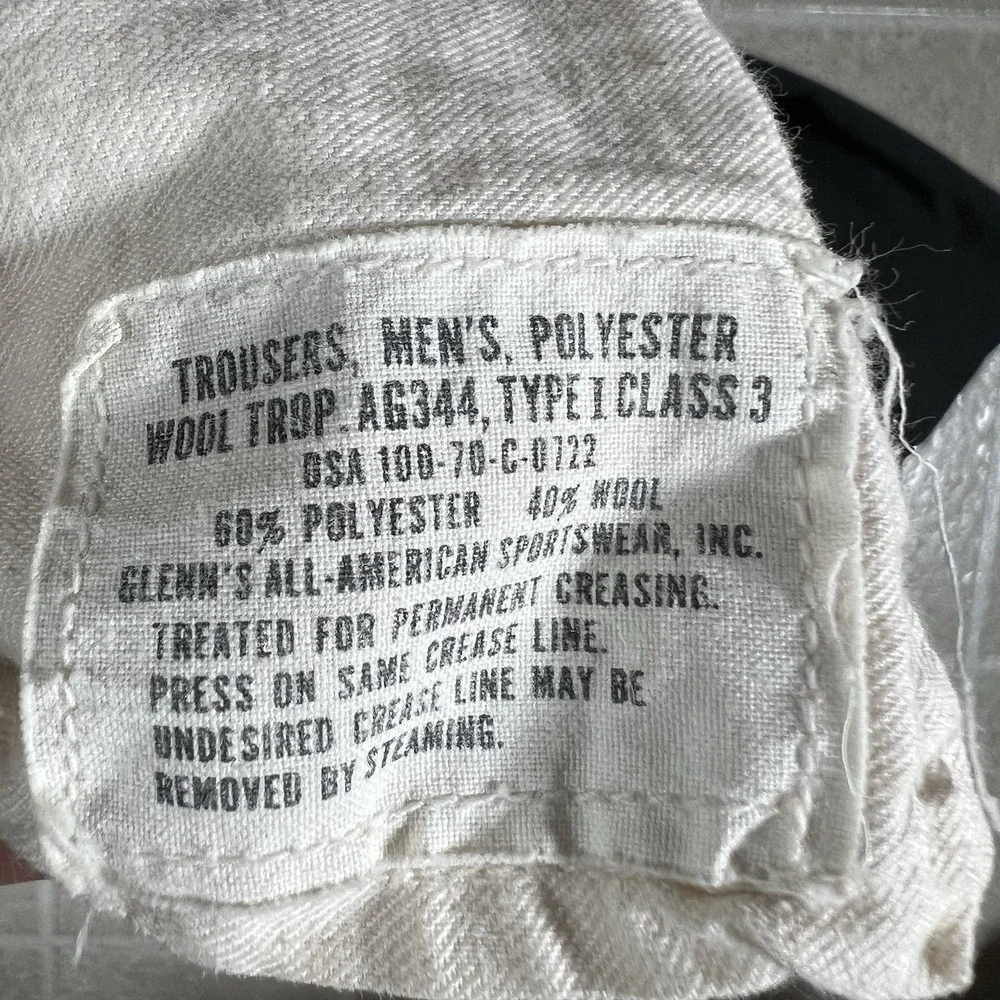 TROUSERS, MEN'S, POLYESTER
WOOL TROP. AG344, TYPE I CLASS 3
DSA 100-70-C-0722
60% POLYESTER 40% WOOL
GLENN'S ALL-AMERICAN SPORTSWEAR, INC.
TREATED FOR PERMANENT CREASING.
PRESS ON SAME CREASE LINE.
UNDESIRED CREASE LINE MAY BE
REMOVED BY STEAMING.